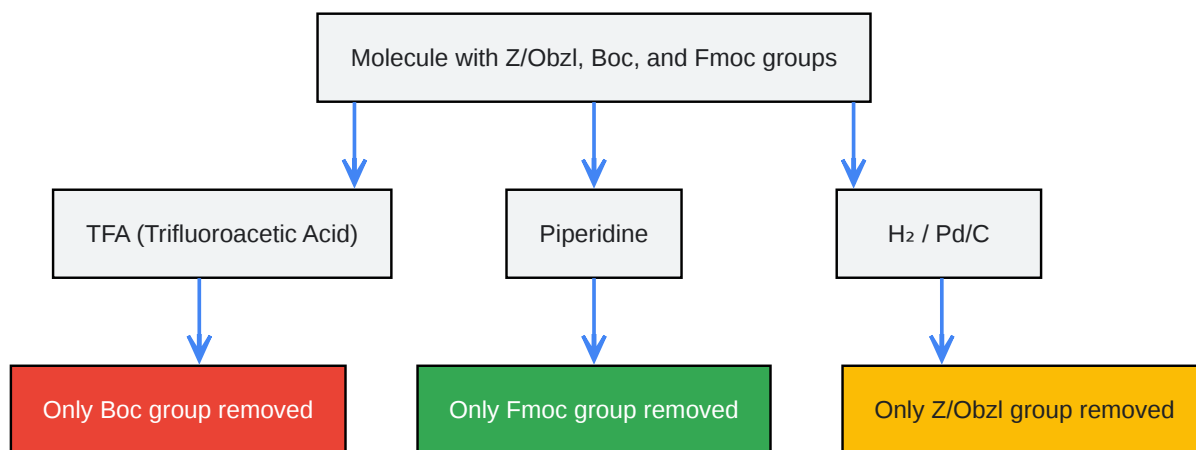 Molecule with Z/Obzl, Boc, and Fmoc groups
TFA (Trifluoroacetic Acid)
Piperidine
H₂ / Pd/C
Only Boc group removed
Only Fmoc group removed
Only Z/Obzl group removed